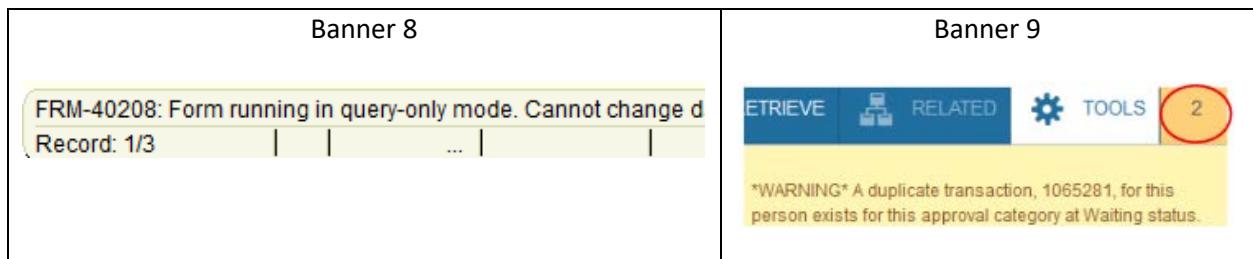 Banner 8
FRM-40208: Form running in query-only mode. Cannot change d
Record: 1/3 ...
Banner 9
ETRIEVE RELATED TOOLS 2
*WARNING* A duplicate transaction, 1065281, for this
person exists for this approval category at Waiting status.